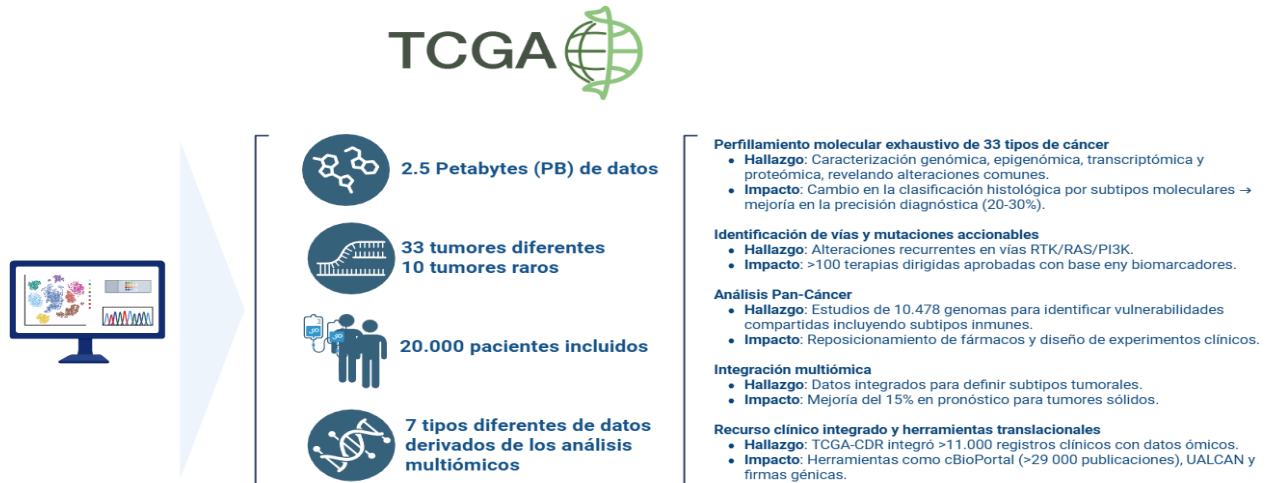 TCGA
2.5 Petabytes (PB) de datos
33 tumores diferentes
10 tumores raros
20.000 pacientes incluidos
7 tipos diferentes de datos
derivados de los análisis
multiómicos
Perfillamiento molecular exhaustivo de 33 tipos de cáncer
• Hallazgo: Caracterización genómica, epigenómica, transcriptómica y
proteómica, revelando alteraciones comunes.
• Impacto: Cambio en la clasificación histológica por subtipos moleculares →
mejoría en la precisión diagnóstica (20-30%).
Identificación de vías y mutaciones accionables
• Hallazgo: Alteraciones recurrentes en vías RTK/RAS/PI3K.
• Impacto: >100 terapias dirigidas aprobadas con base eny biomarcadores.
Análisis Pan-Cáncer
• Hallazgo: Estudios de 10.478 genomas para identificar vulnerabilidades
compartidas incluyendo subtipos inmunes.
• Impacto: Reposicionamiento de fármacos y diseño de experimentos clínicos.
Integración multiómica
• Hallazgo: Datos integrados para definir subtipos tumorales.
• Impacto: Mejoría del 15% en pronóstico para tumores sólidos.
Recurso clínico integrado y herramientas translacionales
• Hallazgo: TCGA-CDR integró >11.000 registros clínicos con datos ómicos.
• Impacto: Herramientas como cBioPortal (>29 000 publicaciones), UALCAN y
firmas génicas.